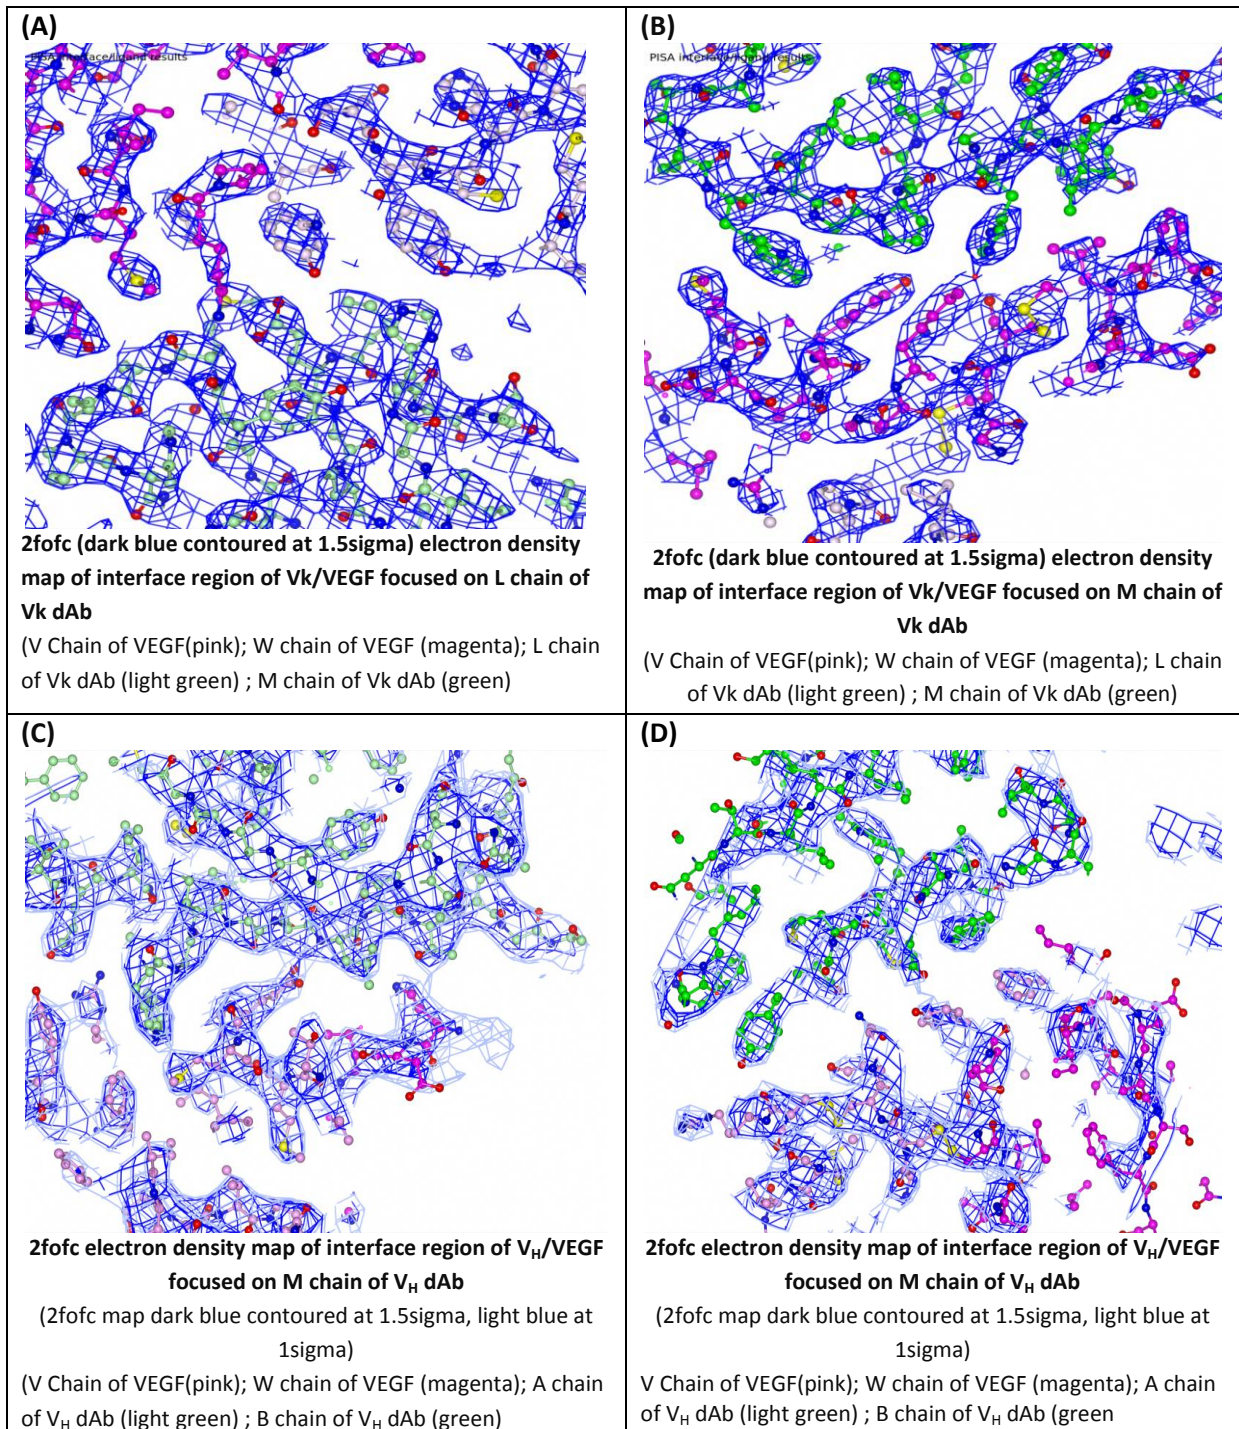 (A)
PISA interface/ligand results
2fofc (dark blue contoured at 1.5sigma) electron density
map of interface region of Vk/VEGF focused on L chain of
Vk dAb
(V Chain of VEGF(pink); W chain of VEGF (magenta); L chain
of Vk dAb (light green) ; M chain of Vk dAb (green)
(B)
PISA interface/ligand results
2fofc (dark blue contoured at 1.5sigma) electron density
map of interface region of Vk/VEGF focused on M chain of
Vk dAb
(V Chain of VEGF(pink); W chain of VEGF (magenta); L chain
of Vk dAb (light green) ; M chain of Vk dAb (green)
(C)
2fofc electron density map of interface region of VH/VEGF
focused on M chain of VH dAb
(2fofc map dark blue contoured at 1.5sigma, light blue at
1sigma)
(V Chain of VEGF(pink); W chain of VEGF (magenta); A chain
of VH dAb (light green) ; B chain of VH dAb (green)
(D)
2fofc electron density map of interface region of VH/VEGF
focused on M chain of VH dAb
(2fofc map dark blue contoured at 1.5sigma, light blue at
1sigma)
V Chain of VEGF(pink); W chain of VEGF (magenta); A chain
of VH dAb (light green) ; B chain of VH dAb (green